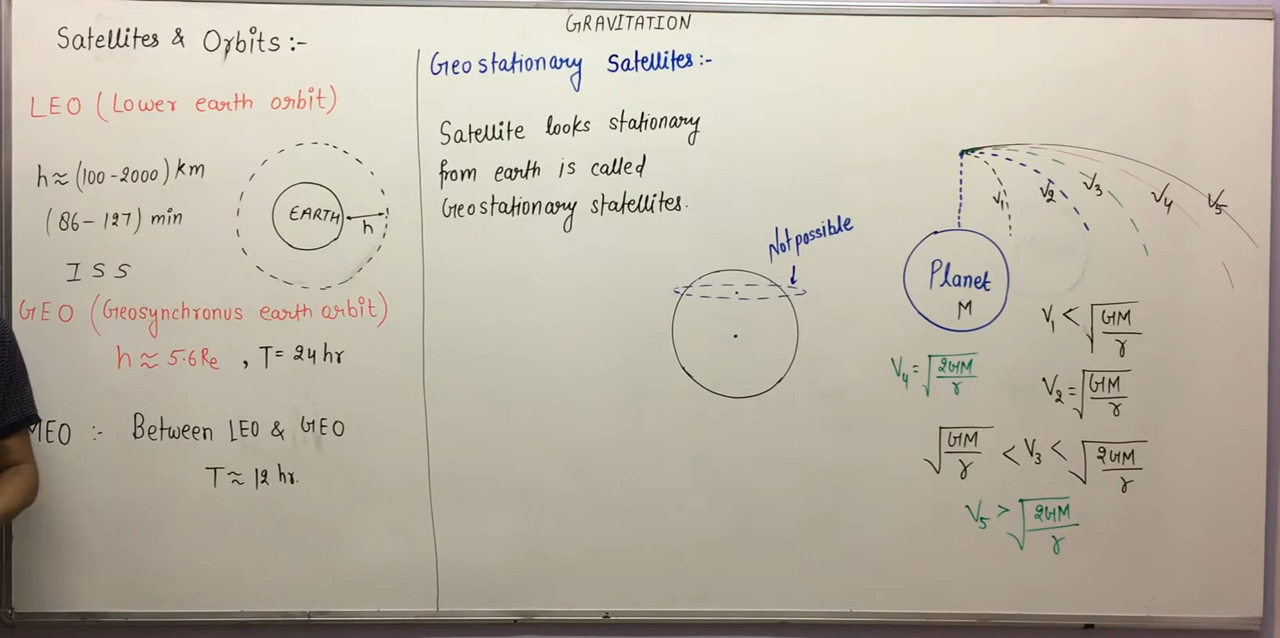 GRAVITATION
Satellites & Orbits :-
LEO (Lower earth orbit)
h ≈ (100-2000) km
(86 - 127) min
ISS
EARTH
h
GEO (Geosynchronus earth orbit)
h ≈ 5.6Re , T = 24 hr
MEO :- Between LEO & GEO
T ≈ 12 hr.
Geostationary Satellites :-
Satellite looks stationary
from earth is called
Geostationary statellites.
Not possible
V₁
V₂
V₃
V₄
V₅
Planet
M
V₁ < √(GM/r)
V₄ = √(2GM/r)
V₂ = √(GM/r)
√(GM/r) < V₃ < √(2GM/r)
V₅ > √(2GM/r)